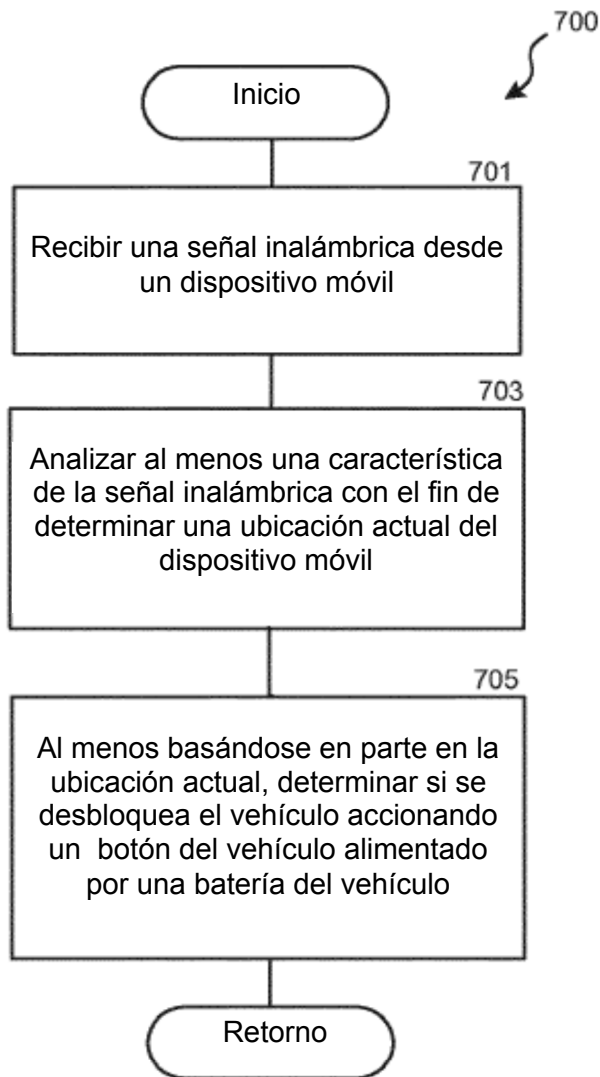 700
Inicio
701
Recibir una señal inalámbrica desde
un dispositivo móvil
703
Analizar al menos una característica
de la señal inalámbrica con el fin de
determinar una ubicación actual del
dispositivo móvil
705
Al menos basándose en parte en la
ubicación actual, determinar si se
desbloquea el vehículo accionando
un botón del vehículo alimentado
por una batería del vehículo
Retorno